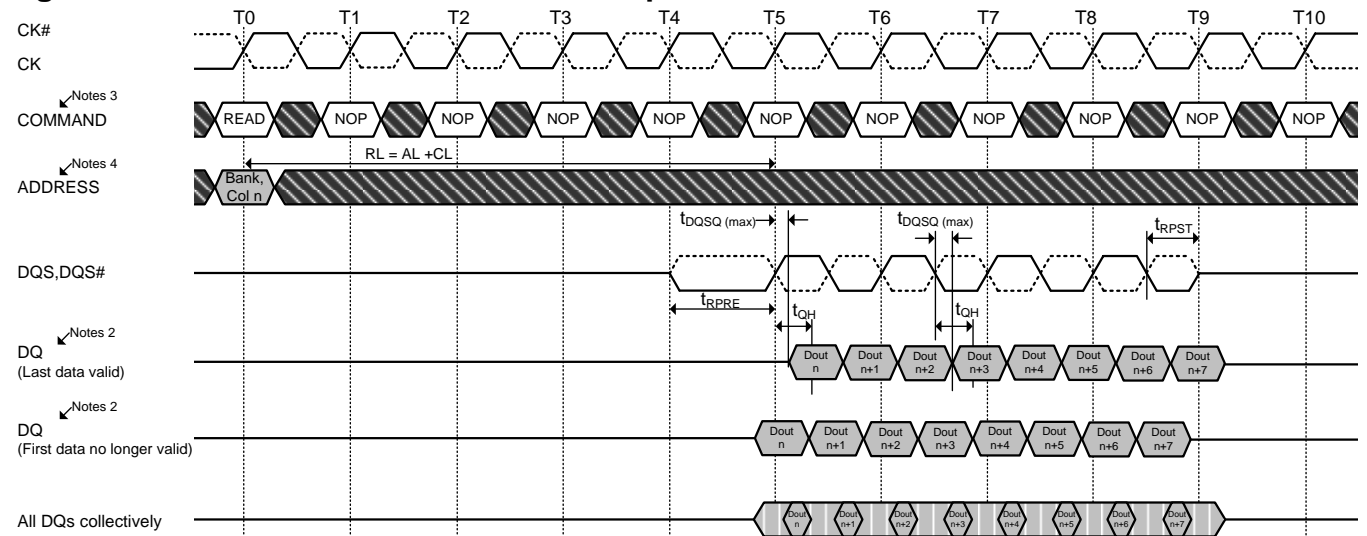 T0 T1 T2 T3 T4 T5 T6 T7 T8 T9 T10
CK#
CK
Notes 3
COMMAND
READ NOP NOP NOP NOP NOP NOP NOP NOP NOP NOP
Notes 4
ADDRESS
RL = AL +CL
Bank,
Col n
tDQSQ (max)
tDQSQ (max)
tRPST
DQS,DQS#
tRPRE
tQH
tQH
Notes 2
DQ
(Last data valid)
Dout Dout Dout Dout Dout Dout Dout Dout
n n+1 n+2 n+3 n+4 n+5 n+6 n+7
Notes 2
DQ
(First data no longer valid)
Dout Dout Dout Dout Dout Dout Dout Dout
n n+1 n+2 n+3 n+4 n+5 n+6 n+7
All DQs collectively
Dout Dout Dout Dout Dout Dout Dout Dout
n n+1 n+2 n+3 n+4 n+5 n+6 n+7